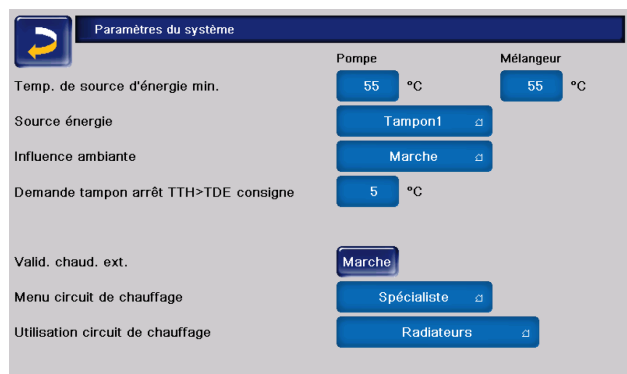 Paramètres du système
Pompe Mélangeur
Temp. de source d'énergie min. 55 °C 55 °C
Source énergie Tampon1
Influence ambiante Marche
Demande tampon arrêt TTH>TDE consigne 5 °C
Valid. chaud. ext. Marche
Menu circuit de chauffage Spécialiste
Utilisation circuit de chauffage Radiateurs